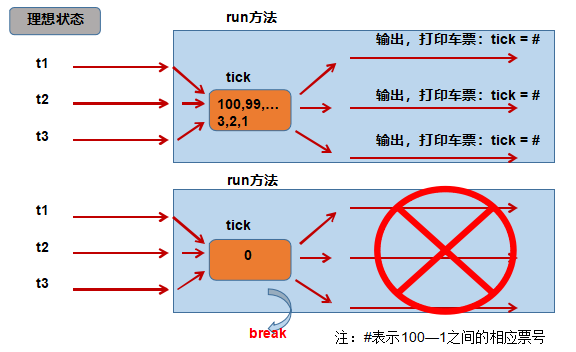 理想状态
run方法
t1
t2
t3
tick
100,99,...
3,2,1
输出，打印车票：tick = #
输出，打印车票：tick = #
输出，打印车票：tick = #
run方法
t1
t2
t3
tick
0
break
注：#表示100—1之间的相应票号